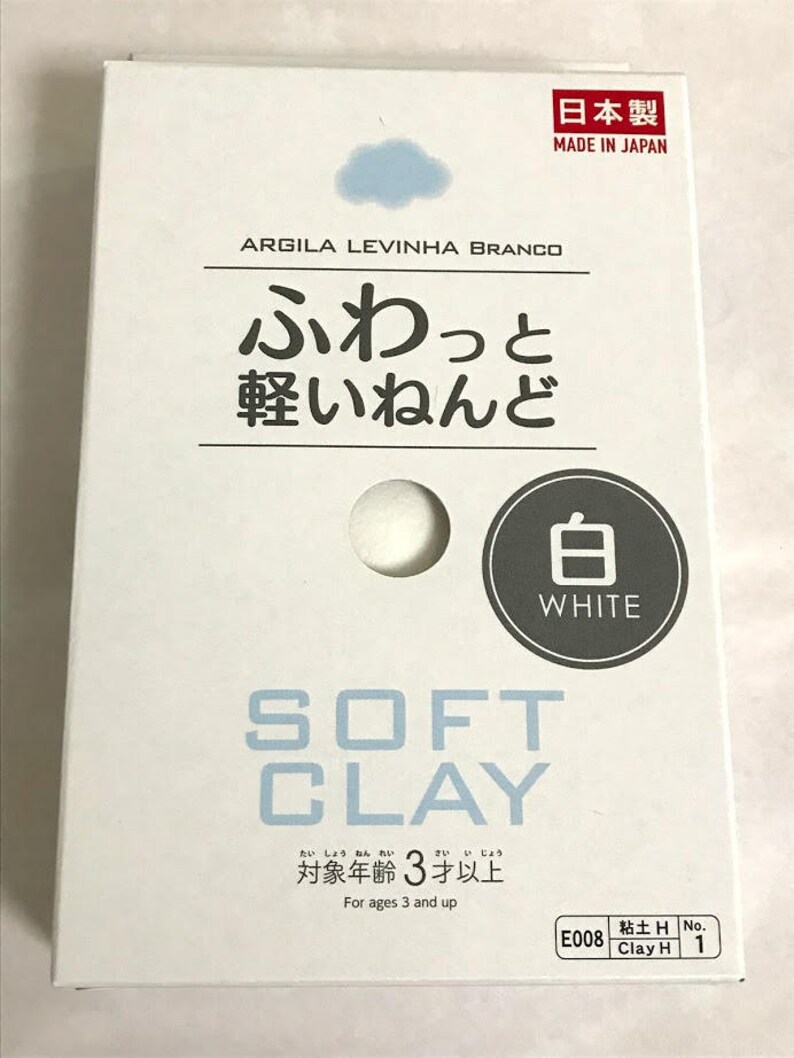 日本製
MADE IN JAPAN
ARGILA LEVINHA BRANCO
ふわっと
軽いねんど
白
WHITE
SOFT
CLAY
たい しょう ねん れい さい い じょう
対象年齢3才以上
For ages 3 and up
E008 粘土H No.
Clay H 1